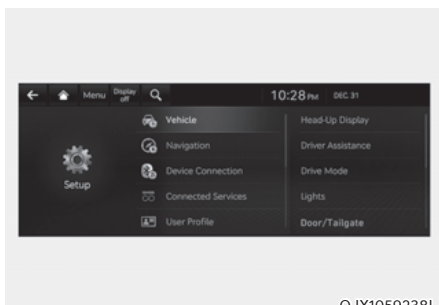 Menu Display off 10:28 PM DEC 31
Vehicle Head-Up Display
Navigation Driver Assistance
Setup Device Connection Drive Mode
Connected Services Lights
User Profile Door/Tailgate